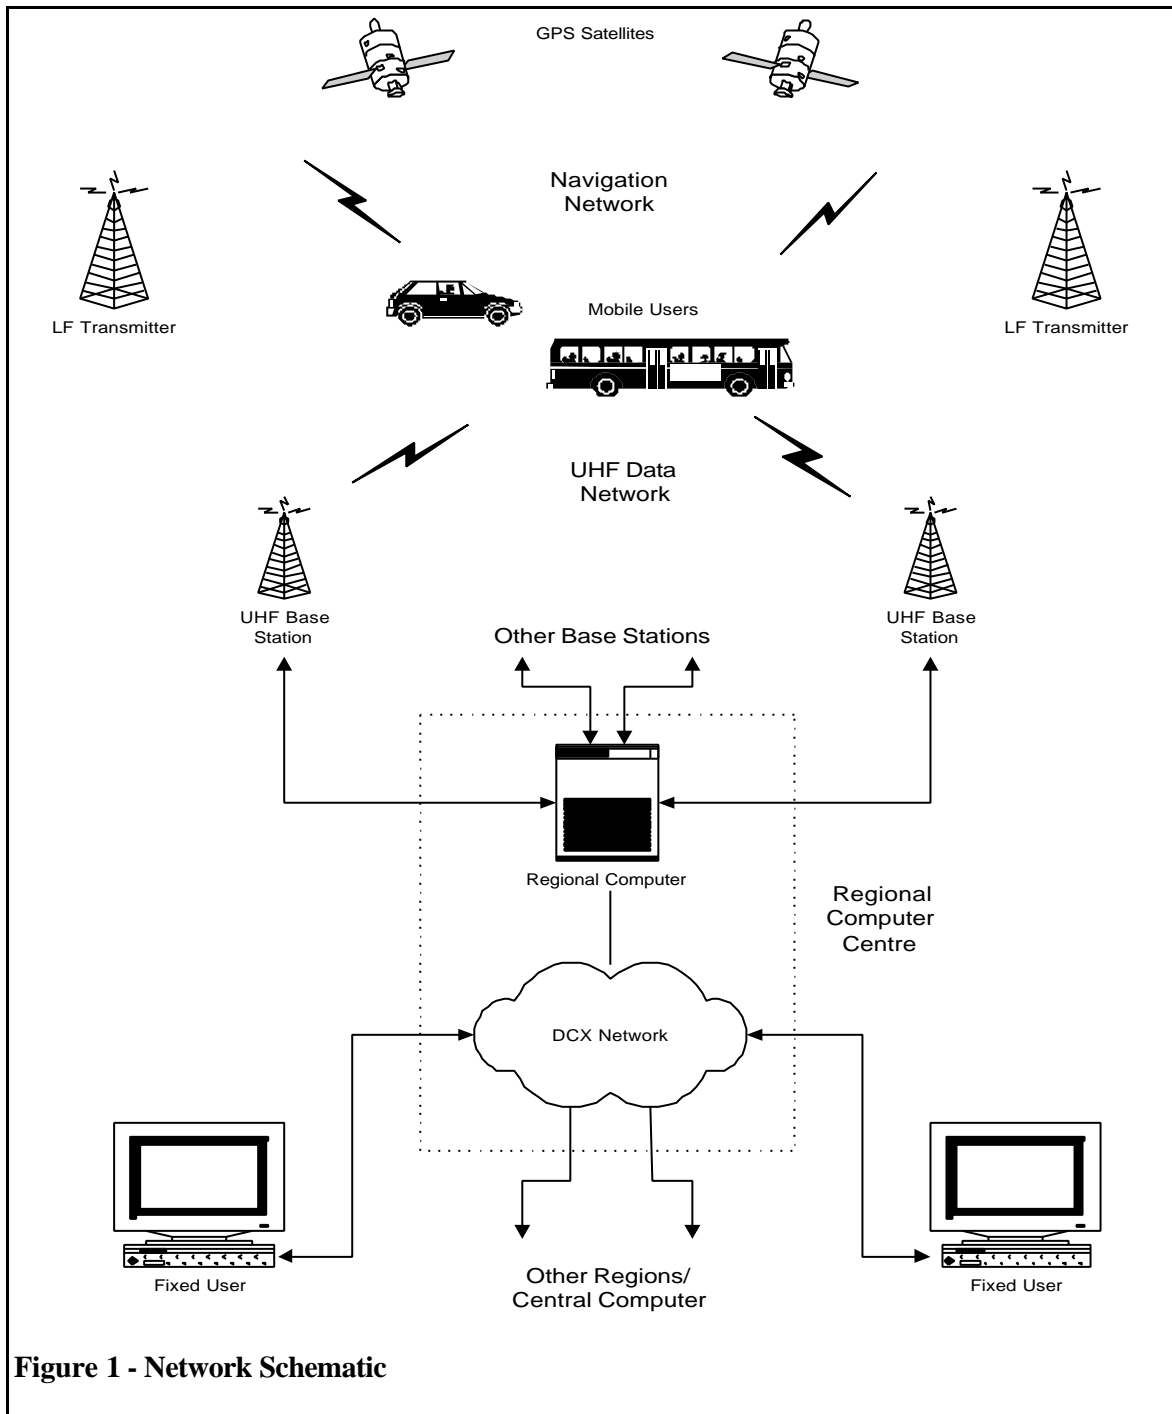 GPS Satellites
Navigation
Network
LF Transmitter
Mobile Users
LF Transmitter
UHF Data
Network
UHF Base
Station
Other Base Stations
UHF Base
Station
Regional Computer
Regional
Computer
Centre
DCX Network
Fixed User
Other Regions/
Central Computer
Fixed User
Figure 1 - Network Schematic